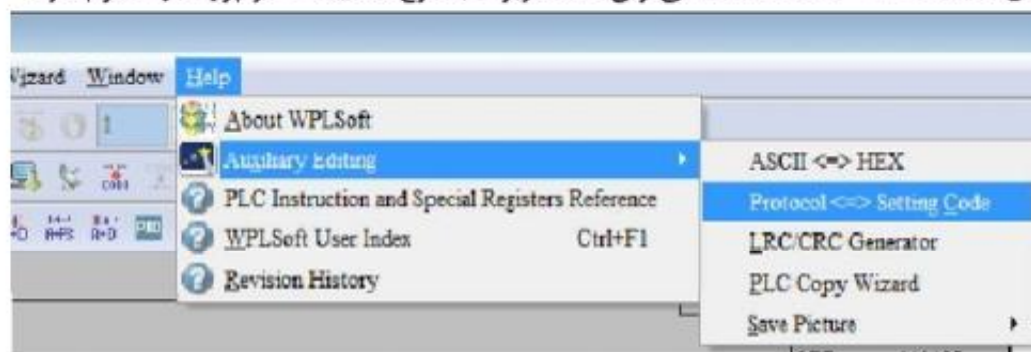 Wizard Window Help
1
About WPLSoft
Auxiliary Editing
PLC Instruction and Special Registers Reference
WPLSoft User Index Ctrl+F1
Revision History
ASCII <=> HEX
Protocol <=> Setting Code
LRC/CRC Generator
PLC Copy Wizard
Save Picture